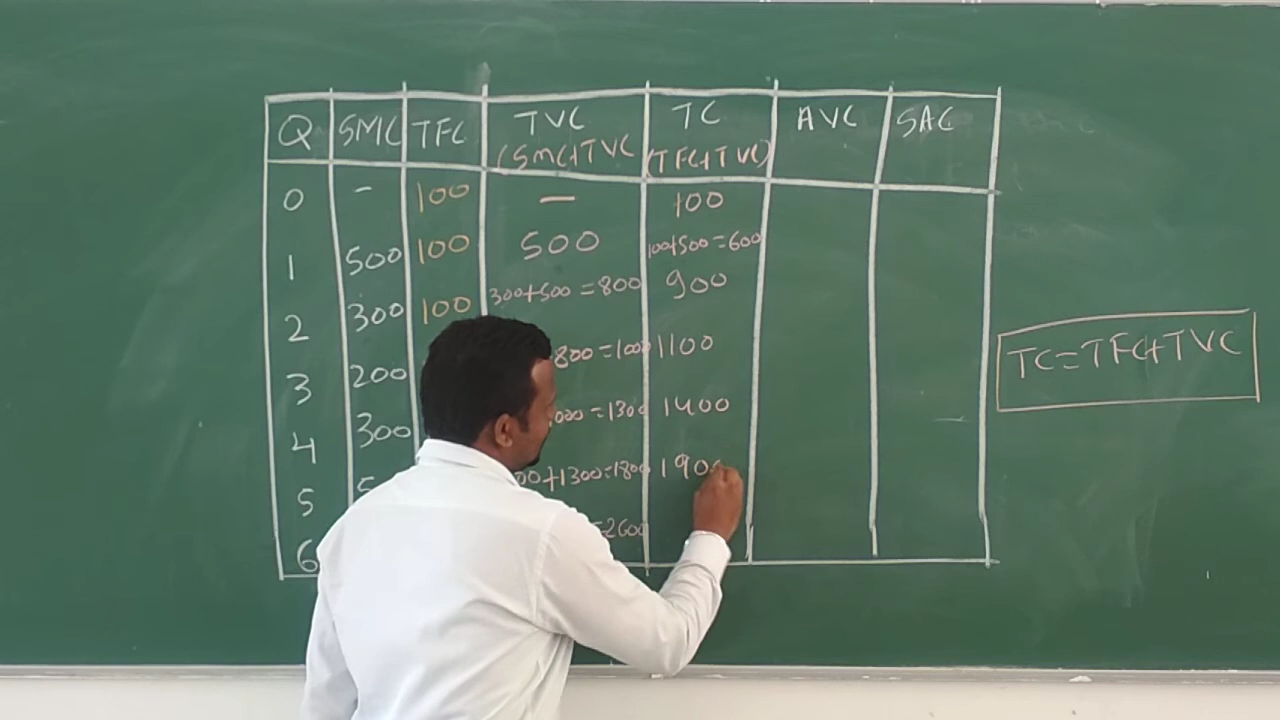 Q SMC TFC TVC TC AVC SAC
(SMC+TVC (TFC+TVC)
0 - 100 — 100
1 500 100 500 100+500=600
2 300 100 300+500=800 900
3 200 800=1000 1100
4 300 =1300 1400
5 5 +1300=1800 1900
6 =2600
TC=TFC+TVC